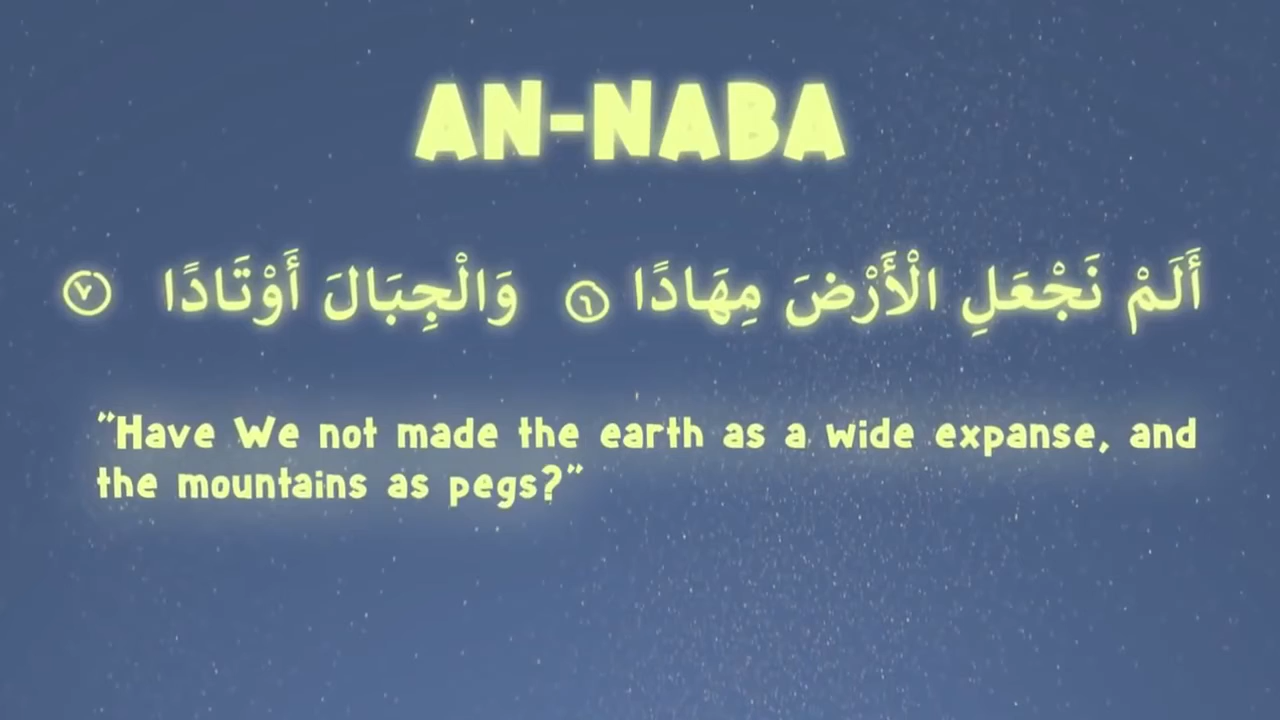 AN-NABA
أَلَمْ نَجْعَلِ الْأَرْضَ مِهَادًا ٦ وَالْجِبَالَ أَوْتَادًا ٧
"Have We not made the earth as a wide expanse, and
the mountains as pegs?"